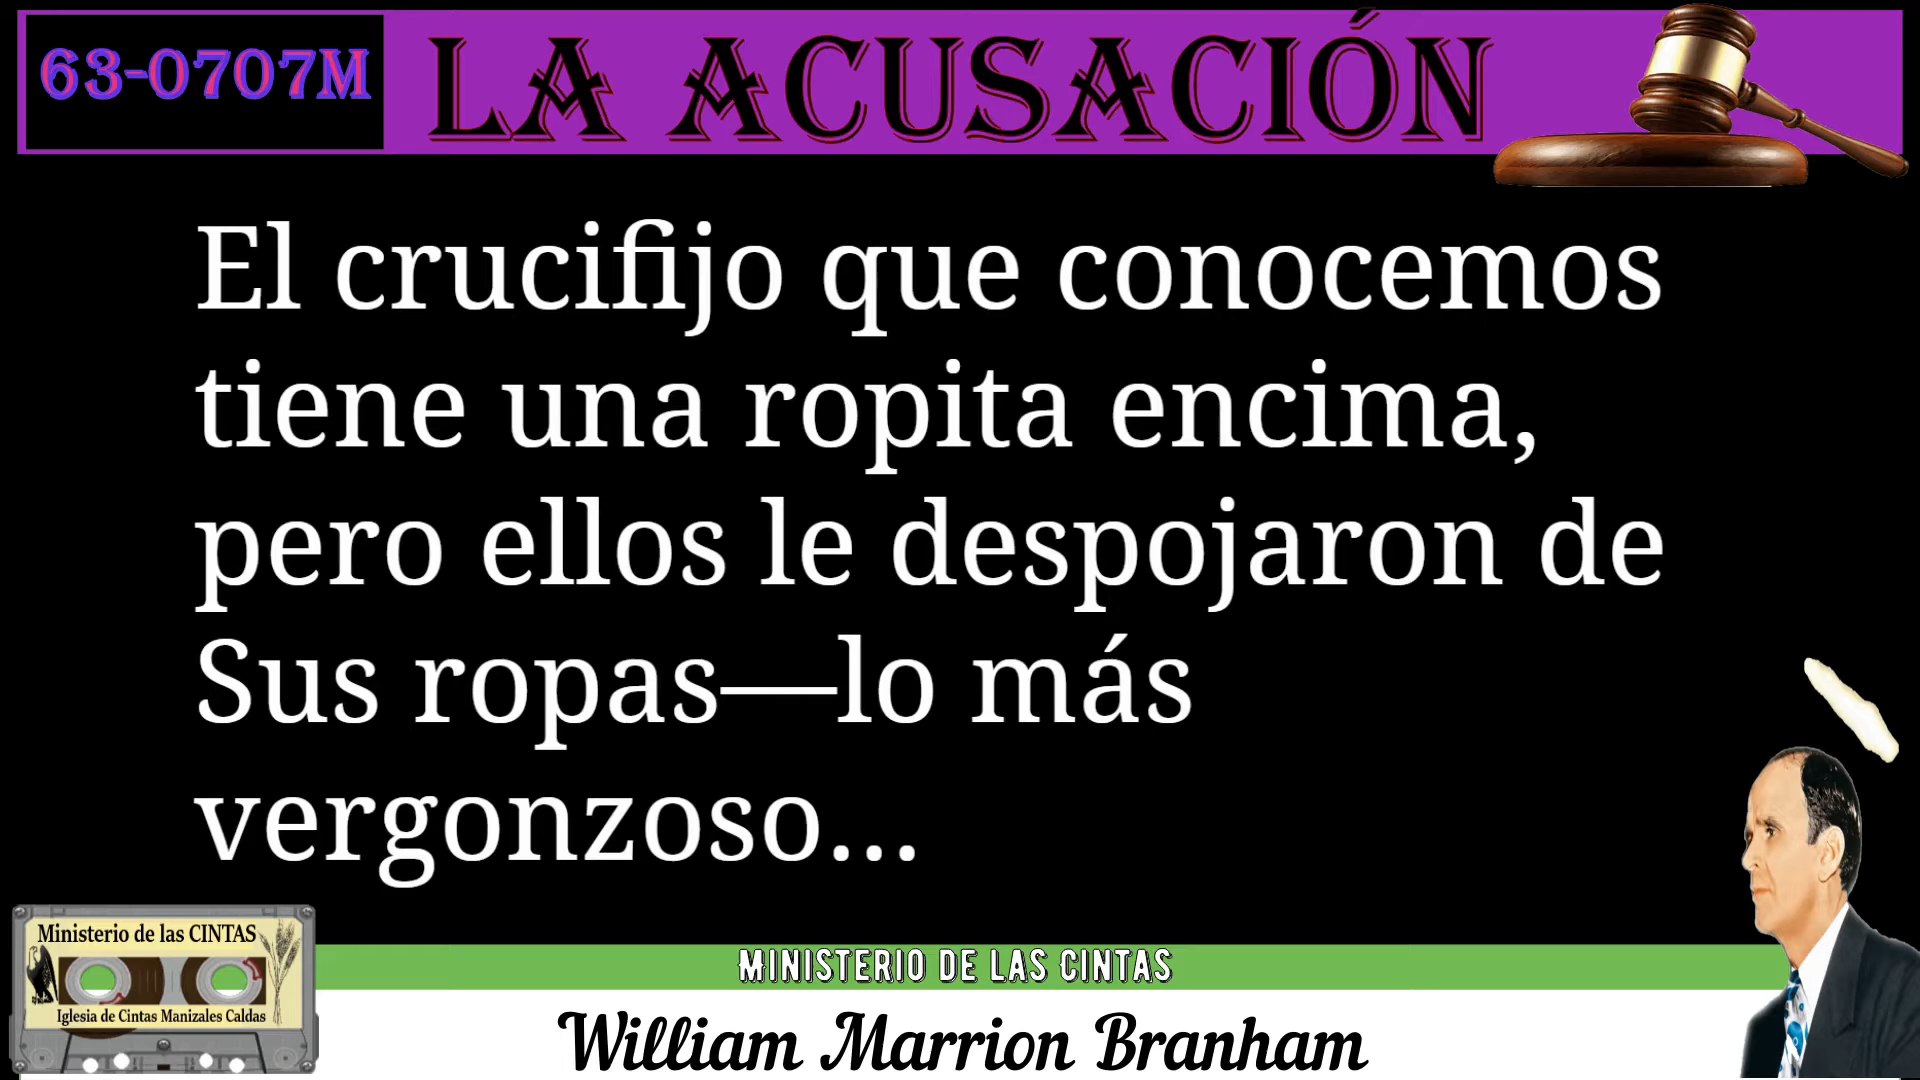 63-0707M
LA ACUSACIÓN
El crucifijo que conocemos
tiene una ropita encima,
pero ellos le despojaron de
Sus ropas—lo más
vergonzoso...
Ministerio de las CINTAS
Iglesia de Cintas Manizales Caldas
MINISTERIO DE LAS CINTAS
William Marrion Branham